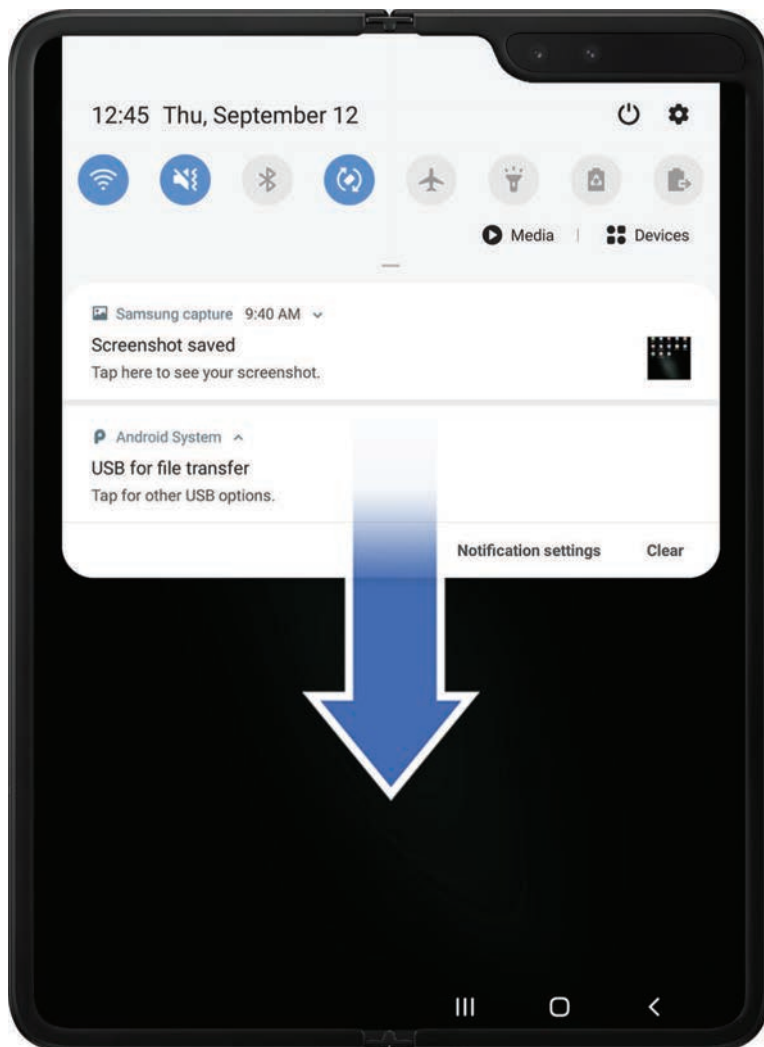 12:45 Thu, September 12
Media | Devices
Samsung capture 9:40 AM
Screenshot saved
Tap here to see your screenshot.
Android System
USB for file transfer
Tap for other USB options.
Notification settings Clear